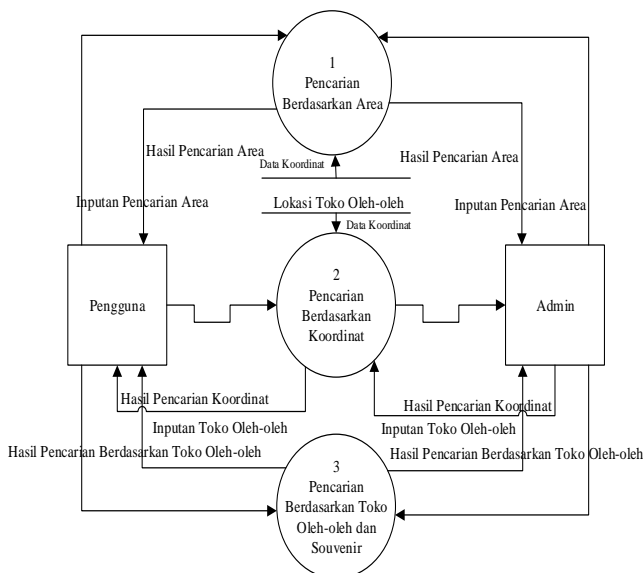 1
Pencarian
Berdasarkan Area
Hasil Pencarian Area
Hasil Pencarian Area
Data Koordinat
Inputan Pencarian Area
Lokasi Toko Oleh-oleh
Inputan Pencarian Area
Data Koordinat
Pengguna
2
Pencarian
Berdasarkan
Koordinat
Admin
Hasil Pencarian Koordinat
Hasil Pencarian Koordinat
Inputan Toko Oleh-oleh
Inputan Toko Oleh-oleh
Hasil Pencarian Berdasarkan Toko Oleh-oleh
Hasil Pencarian Berdasarkan Toko Oleh-oleh
3
Pencarian
Berdasarkan Toko
Oleh-oleh dan
Souvenir